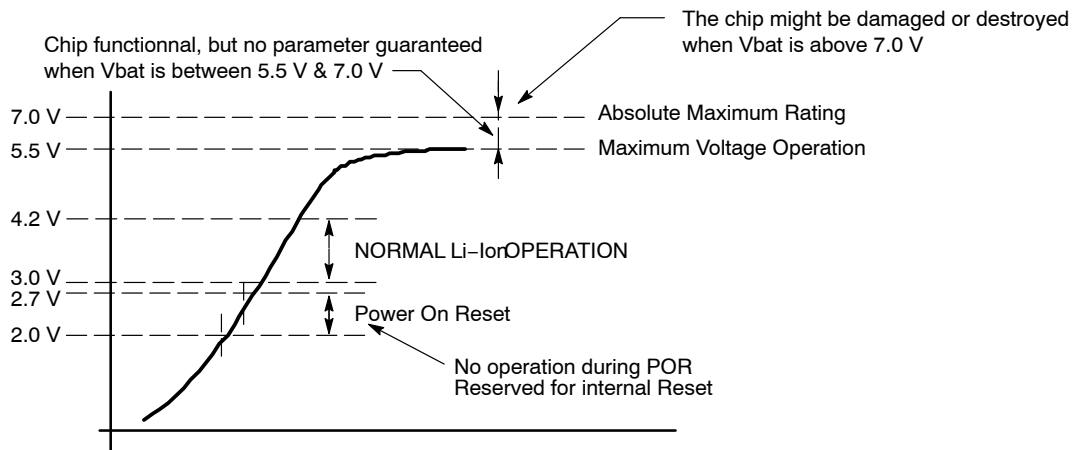 The chip might be damaged or destroyed
when Vbat is above 7.0 V
Chip functionnal, but no parameter guaranteed
when Vbat is between 5.5 V & 7.0 V
7.0 V
Absolute Maximum Rating
5.5 V
Maximum Voltage Operation
4.2 V
NORMAL Li−IonOPERATION
3.0 V
2.7 V
Power On Reset
2.0 V
No operation during POR
Reserved for internal Reset